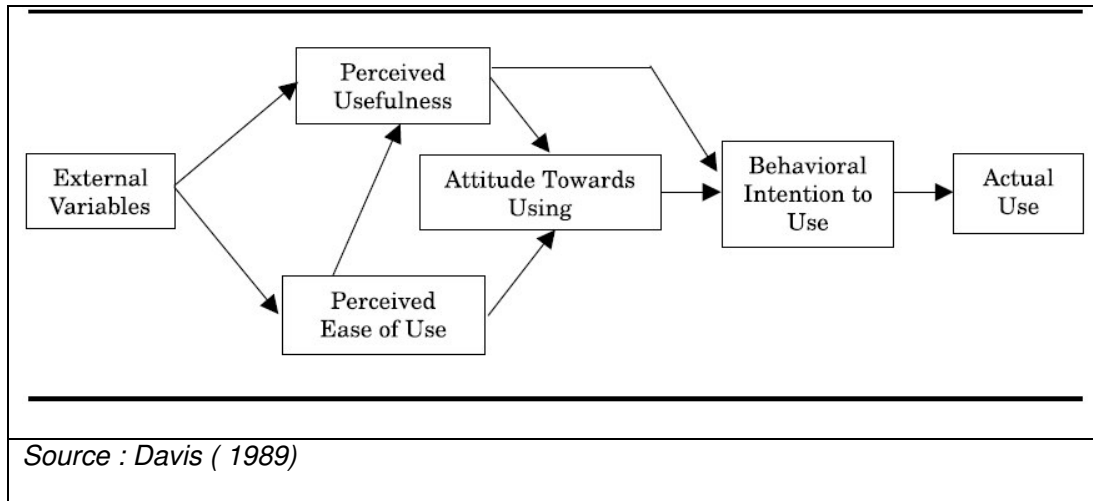 Perceived
Usefulness
External
Variables
Attitude Towards
Using
Behavioral
Intention to
Use
Actual
Use
Perceived
Ease of Use
Source : Davis ( 1989)